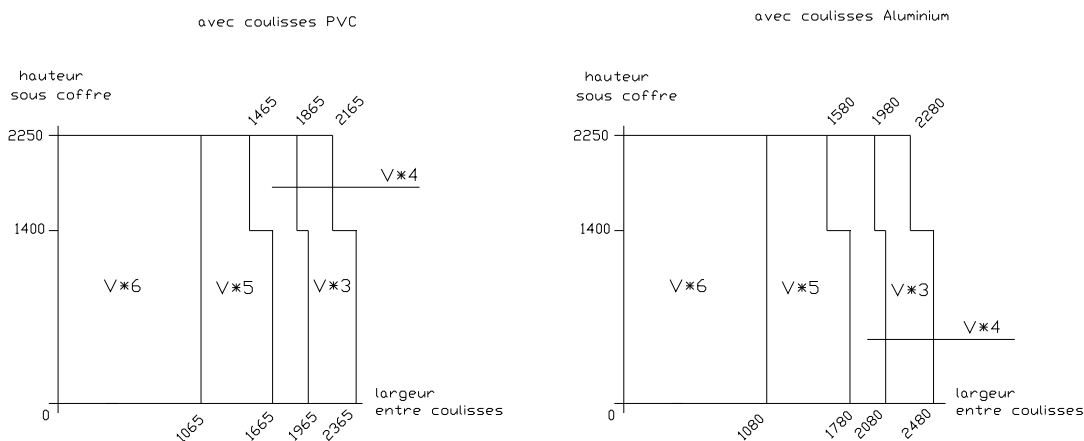 avec coulisses PVC
hauteur
sous coffre
1465
1865
2165
2250
V*4
1400
V*6
V*5
V*3
0
1065
1665
1965
2365
largeur
entre coulisses
avec coulisses Aluminium
hauteur
sous coffre
1580
1980
2280
2250
1400
V*6
V*5
V*3
V*4
0
1080
1780
2080
2480
largeur
entre coulisses